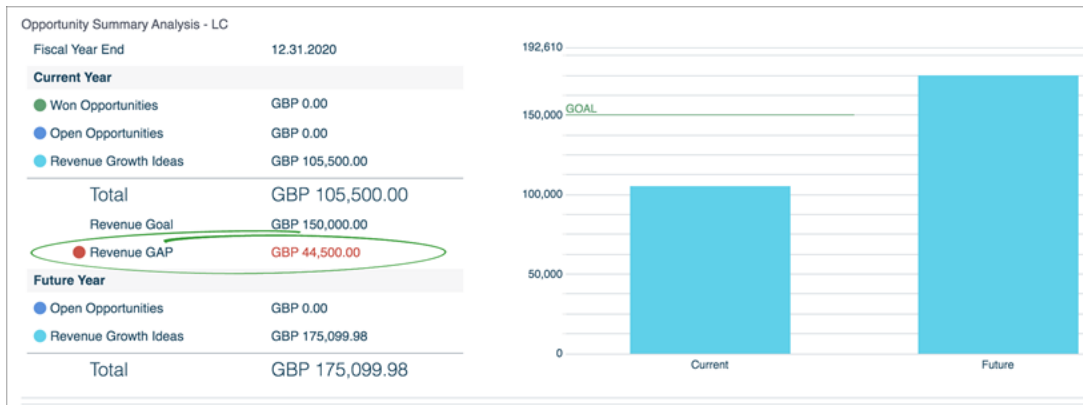 Opportunity Summary Analysis - LC
Fiscal Year End 12.31.2020
Current Year
Won Opportunities GBP 0.00
Open Opportunities GBP 0.00
Revenue Growth Ideas GBP 105,500.00
Total GBP 105,500.00
Revenue Goal GBP 150,000.00
Revenue GAP GBP 44,500.00
Future Year
Open Opportunities GBP 0.00
Revenue Growth Ideas GBP 175,099.98
Total GBP 175,099.98
192,610
GOAL
150,000
100,000
50,000
0
Current Future